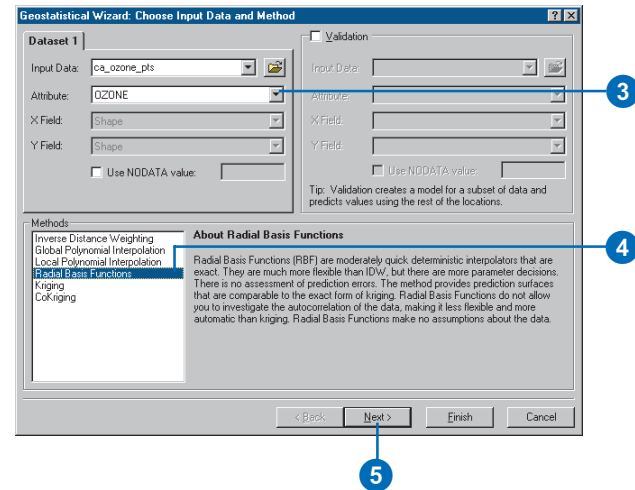 Geostatistical Wizard: Choose Input Data and Method
Dataset 1
Input Data: ca_ozone_pts
Attribute: OZONE
X Field: Shape
Y Field: Shape
Use NODATA value:
Validation
Input Data:
Attribute:
X Field:
Y Field:
Use NODATA value:
Tip: Validation creates a model for a subset of data and
predicts values using the rest of the locations.
3
Methods
Inverse Distance Weighting
Global Polynomial Interpolation
Local Polynomial Interpolation
Radial Basis Functions
Kriging
CoKriging
About Radial Basis Functions
Radial Basis Functions (RBF) are moderately quick deterministic interpolators that are
exact. They are much more flexible than IDW, but there are more parameter decisions.
There is no assessment of prediction errors. The method provides prediction surfaces
that are comparable to the exact form of kriging. Radial Basis Functions do not allow
you to investigate the autocorrelation of the data, making it less flexible and more
automatic than kriging. Radial Basis Functions make no assumptions about the data.
4
< Back
Next >
Finish
Cancel
5